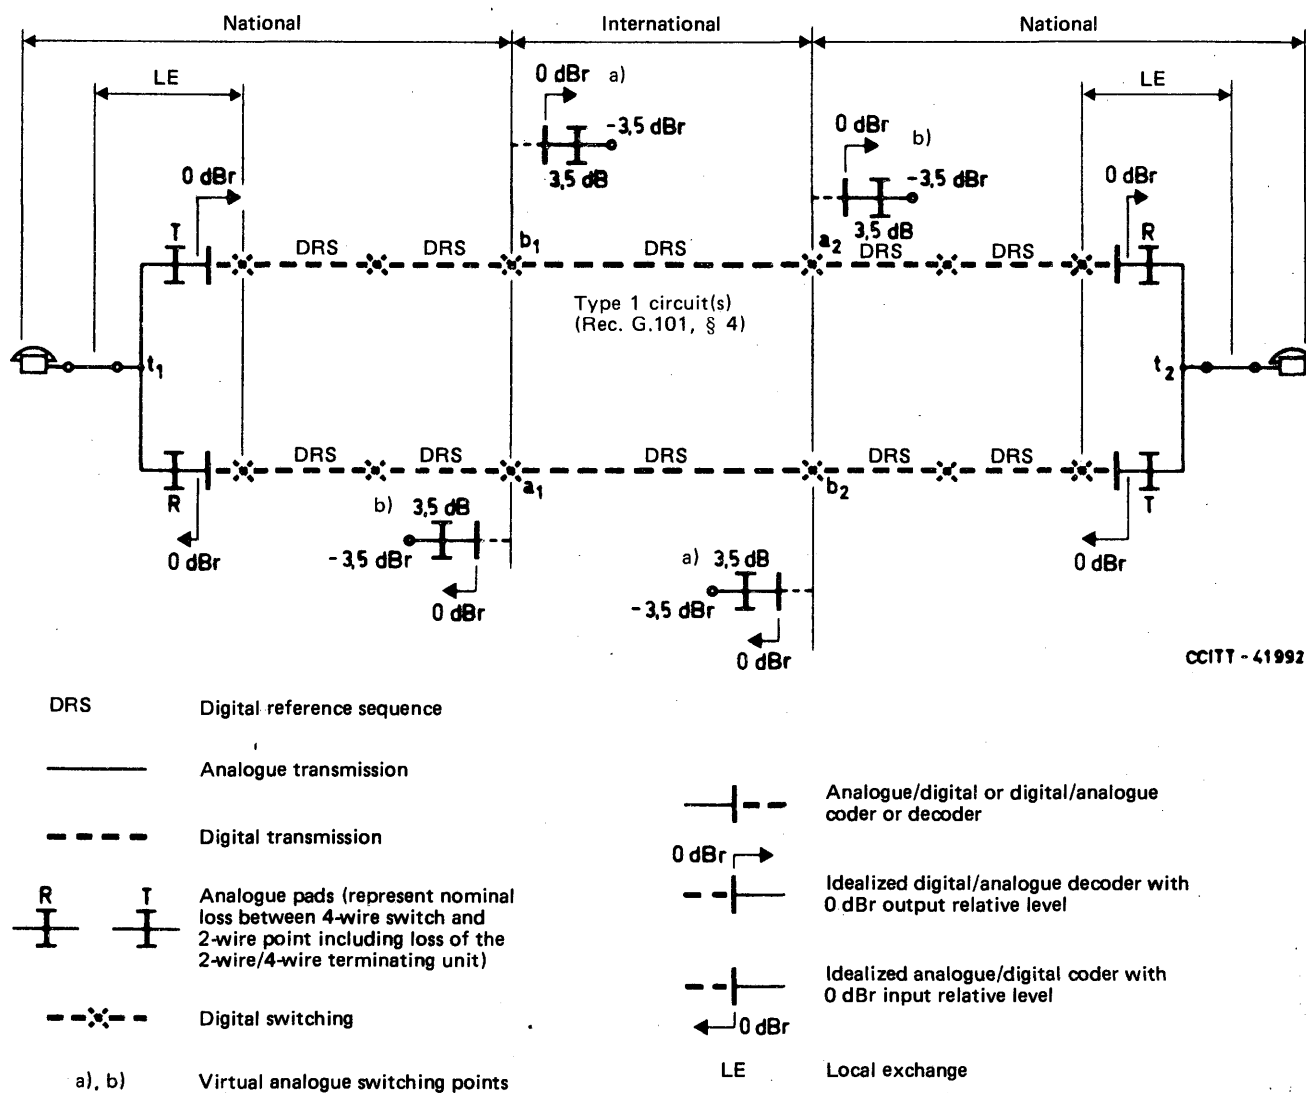 National International National
LE
0 dBr a)
-3,5 dBr
3,5 dB
0 dBr b)
-3,5 dBr
3,5 dB
LE
0 dBr
0 dBr
T
DRS DRS b1 DRS a2 DRS DRS
R
Type 1 circuit(s)
(Rec. G.101, § 4)
t1
t2
DRS DRS DRS DRS DRS
R
a1
b2
T
b) 3,5 dB
-3,5 dBr
0 dBr
0 dBr
a) 3,5 dB
-3,5 dBr
0 dBr
0 dBr
CCITT - 41992
DRS Digital reference sequence
Analogue transmission
Digital transmission
R T
Analogue pads (represent nominal
loss between 4-wire switch and
2-wire point including loss of the
2-wire/4-wire terminating unit)
Digital switching
a), b) Virtual analogue switching points
Analogue/digital or digital/analogue
coder or decoder
0 dBr
Idealized digital/analogue decoder with
0 dBr output relative level
Idealized analogue/digital coder with
0 dBr input relative level
0 dBr
LE Local exchange